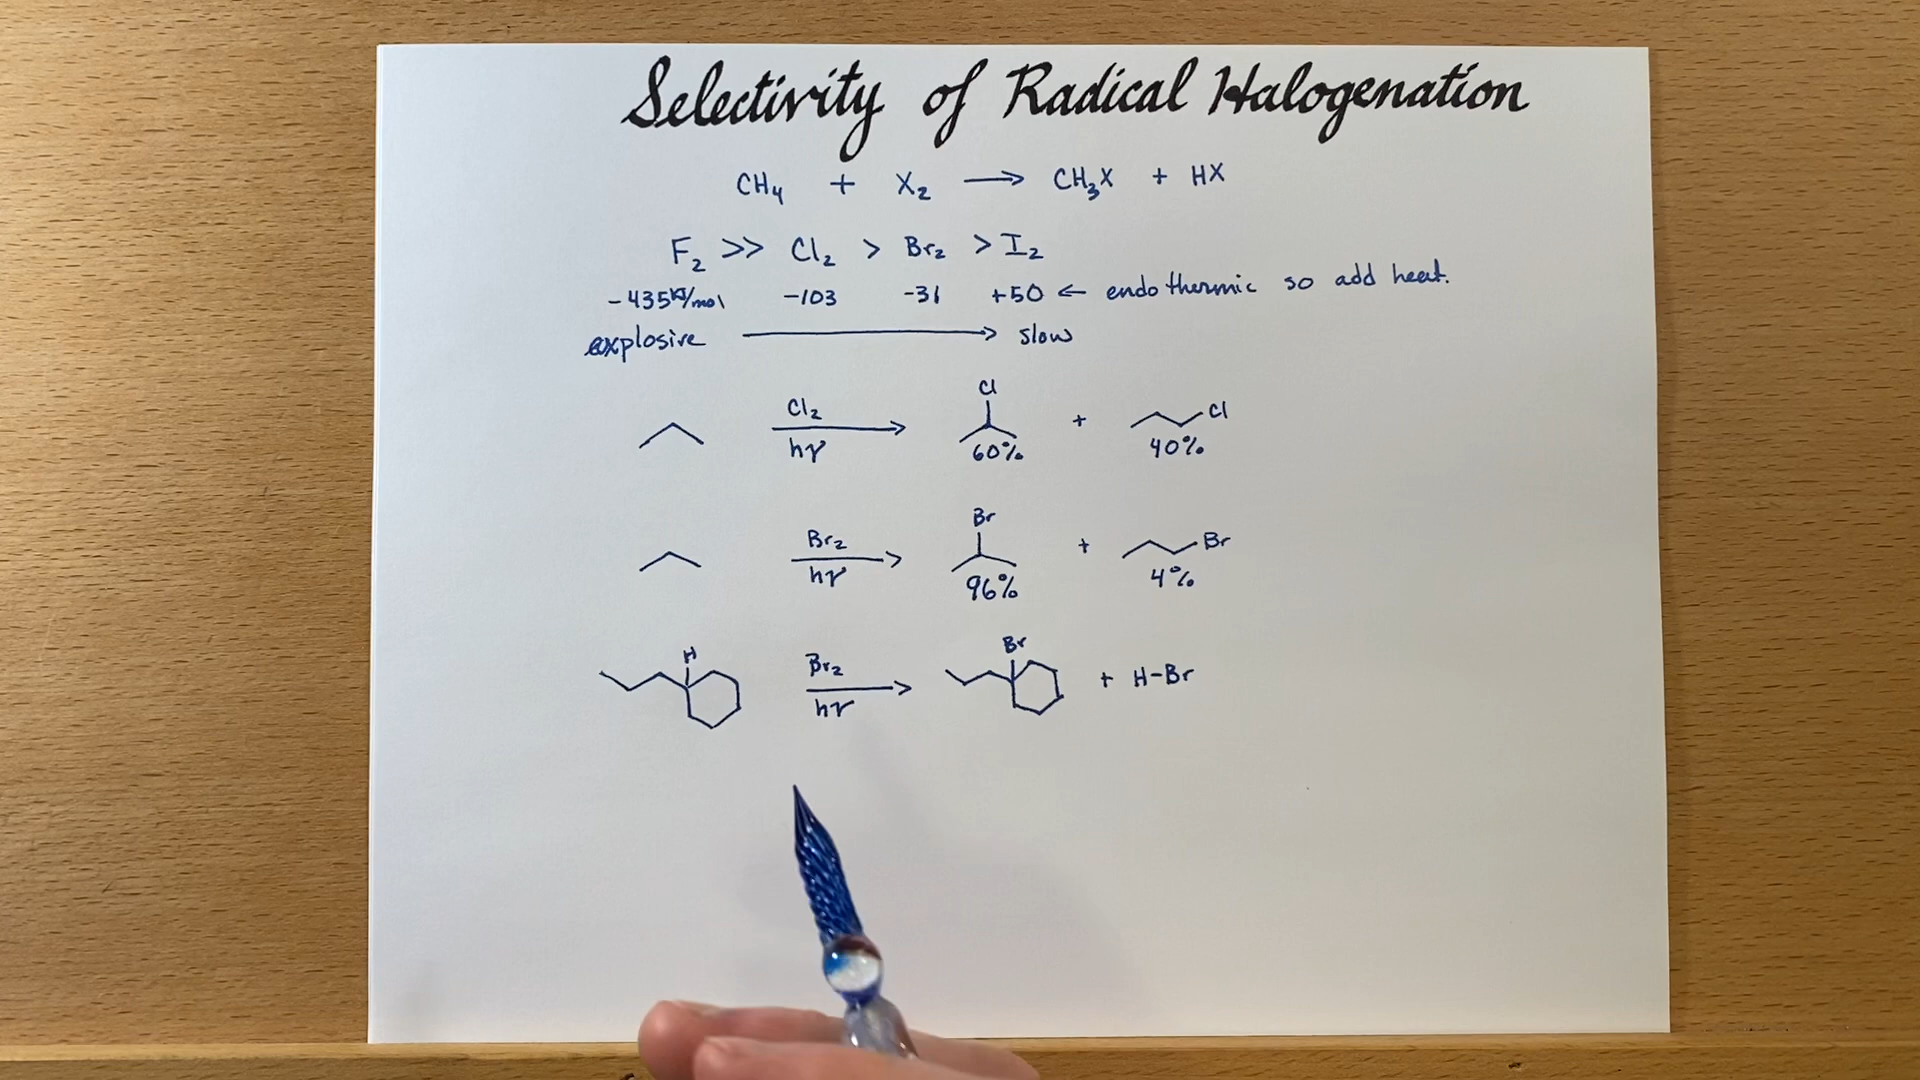 Selectivity of Radical Halogenation
CH₄ + X₂ → CH₃X + HX
F₂ >> Cl₂ > Br₂ > I₂
-435 KJ/mol -103 -31 +50 ← endothermic so add heat.
explosive → slow
Cl
Cl₂ + Cl
hν 60% 40%
Br
Br₂ + Br
hν 96% 4%
H Br₂ Br
hν + H-Br